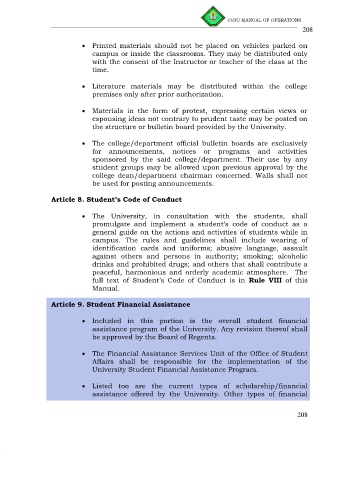 CvSU MANUAL OF OPERATIONS
208
• Printed materials should not be placed on vehicles parked on
campus or inside the classrooms. They may be distributed only
with the consent of the Instructor or teacher of the class at the
time.
• Literature materials may be distributed within the college
premises only after prior authorization.
• Materials in the form of protest, expressing certain views or
espousing ideas not contrary to prudent taste may be posted on
the structure or bulletin board provided by the University.
• The college/department official bulletin boards are exclusively
for announcements, notices or programs and activities
sponsored by the said college/department. Their use by any
student groups may be allowed upon previous approval by the
college dean/department chairman concerned. Walls shall not
be used for posting announcements.
Article 8. Student's Code of Conduct
• The University, in consultation with the students, shall
promulgate and implement a student's code of conduct as a
general guide on the actions and activities of students while in
campus. The rules and guidelines shall include wearing of
identification cards and uniforms; abusive language, assault
against others and persons in authority; smoking; alcoholic
drinks and prohibited drugs; and others that shall contribute a
peaceful, harmonious and orderly academic atmosphere. The
full text of Student's Code of Conduct is in Rule VIII of this
Manual.
Article 9. Student Financial Assistance
• Included in this portion is the overall student financial
assistance program of the University. Any revision thereof shall
be approved by the Board of Regents.
• The Financial Assistance Services Unit of the Office of Student
Affairs shall be responsible for the implementation of the
University Student Financial Assistance Program.
• Listed too are the current types of scholarship/financial
assistance offered by the University. Other types of financial
208